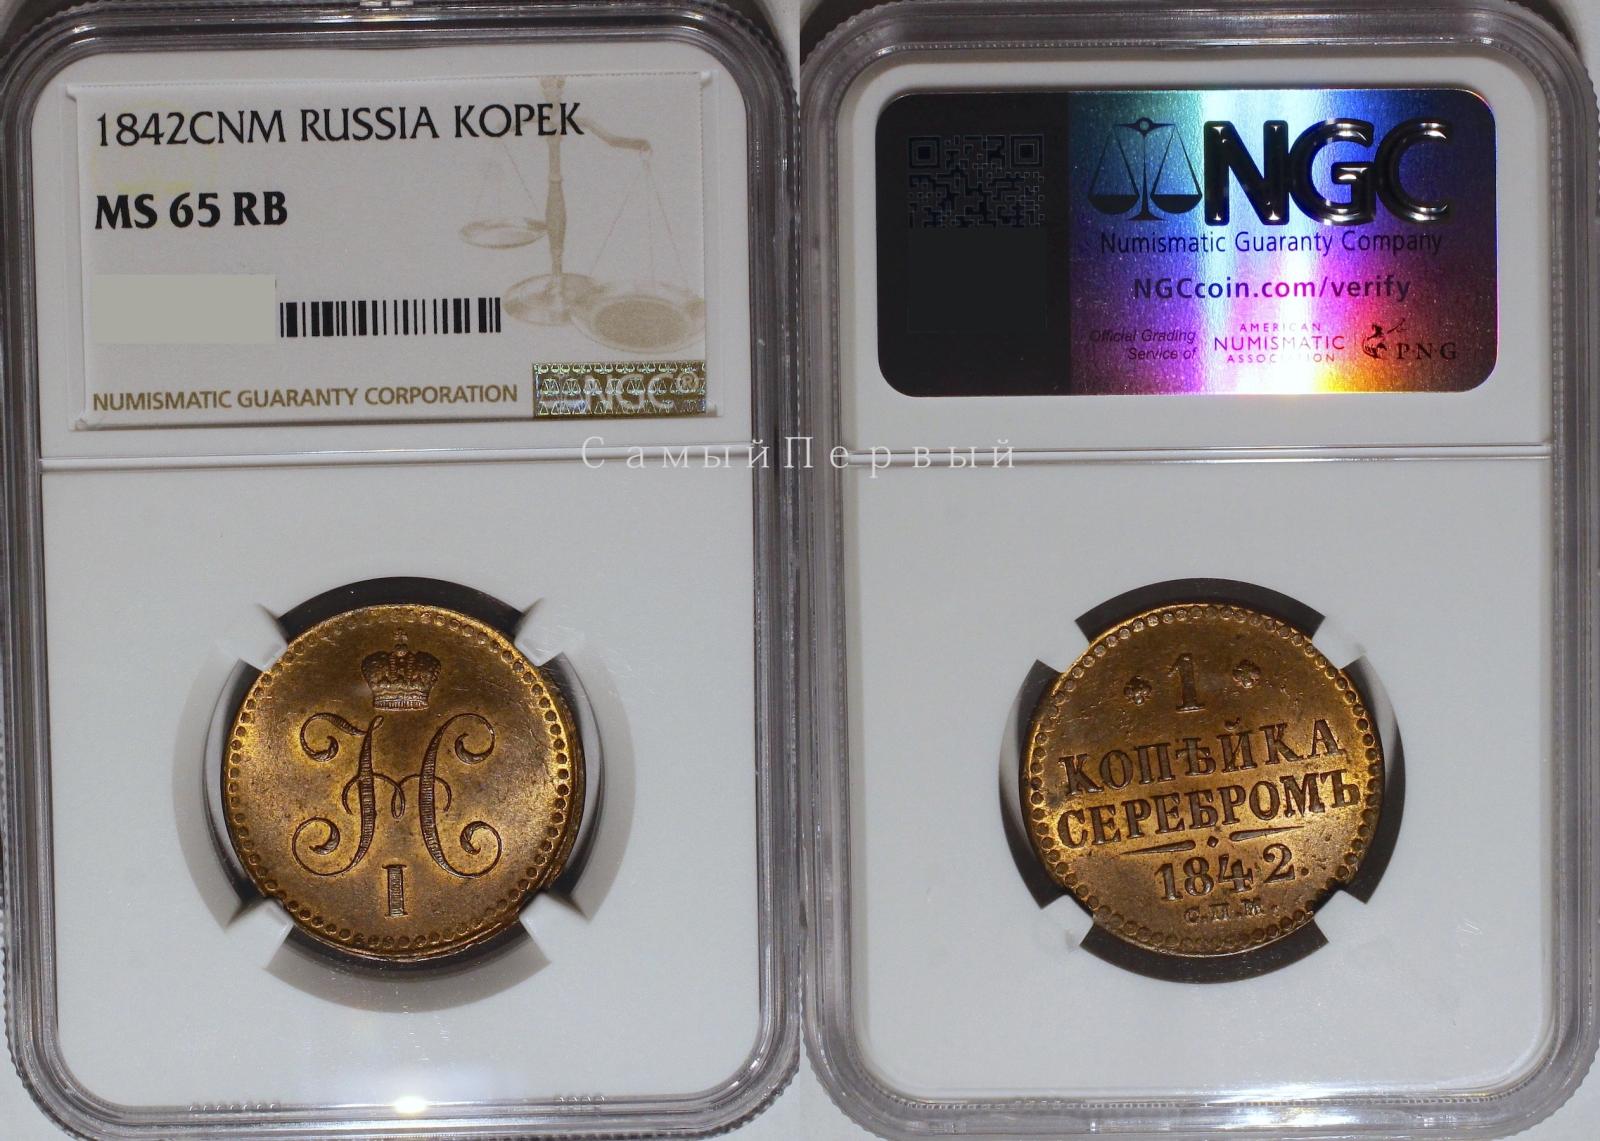 1842CNM RUSSIA KOPEK
MS 65 RB
NUMISMATIC GUARANTY CORPORATION
NGC
NGC
Numismatic Guaranty Company
NGCcoin.com/verify
Official Grading
Service of
AMERICAN
NUMISMATIC
ASSOCIATION
PNG
СамыйПервый
Н
I
1
КОПѢЙКА
СЕРЕБРОМЪ
1842.
С.П.М.